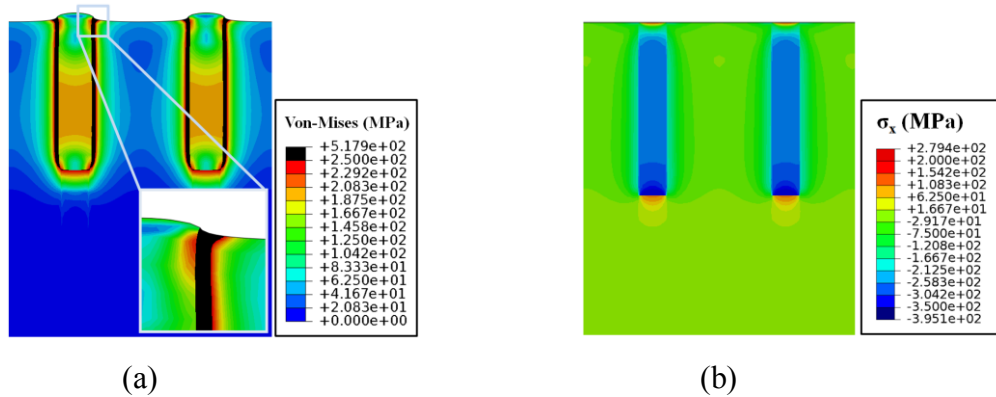 Von-Mises (MPa)
+5.179e+02
+2.500e+02
+2.292e+02
+2.083e+02
+1.875e+02
+1.667e+02
+1.458e+02
+1.250e+02
+1.042e+02
+8.333e+01
+6.250e+01
+4.167e+01
+2.083e+01
+0.000e+00
σx (MPa)
+2.794e+02
+2.000e+02
+1.542e+02
+1.083e+02
+6.250e+01
+1.667e+01
-2.917e+01
-7.500e+01
-1.208e+02
-1.667e+02
-2.125e+02
-2.583e+02
-3.042e+02
-3.500e+02
-3.951e+02
(a)
(b)